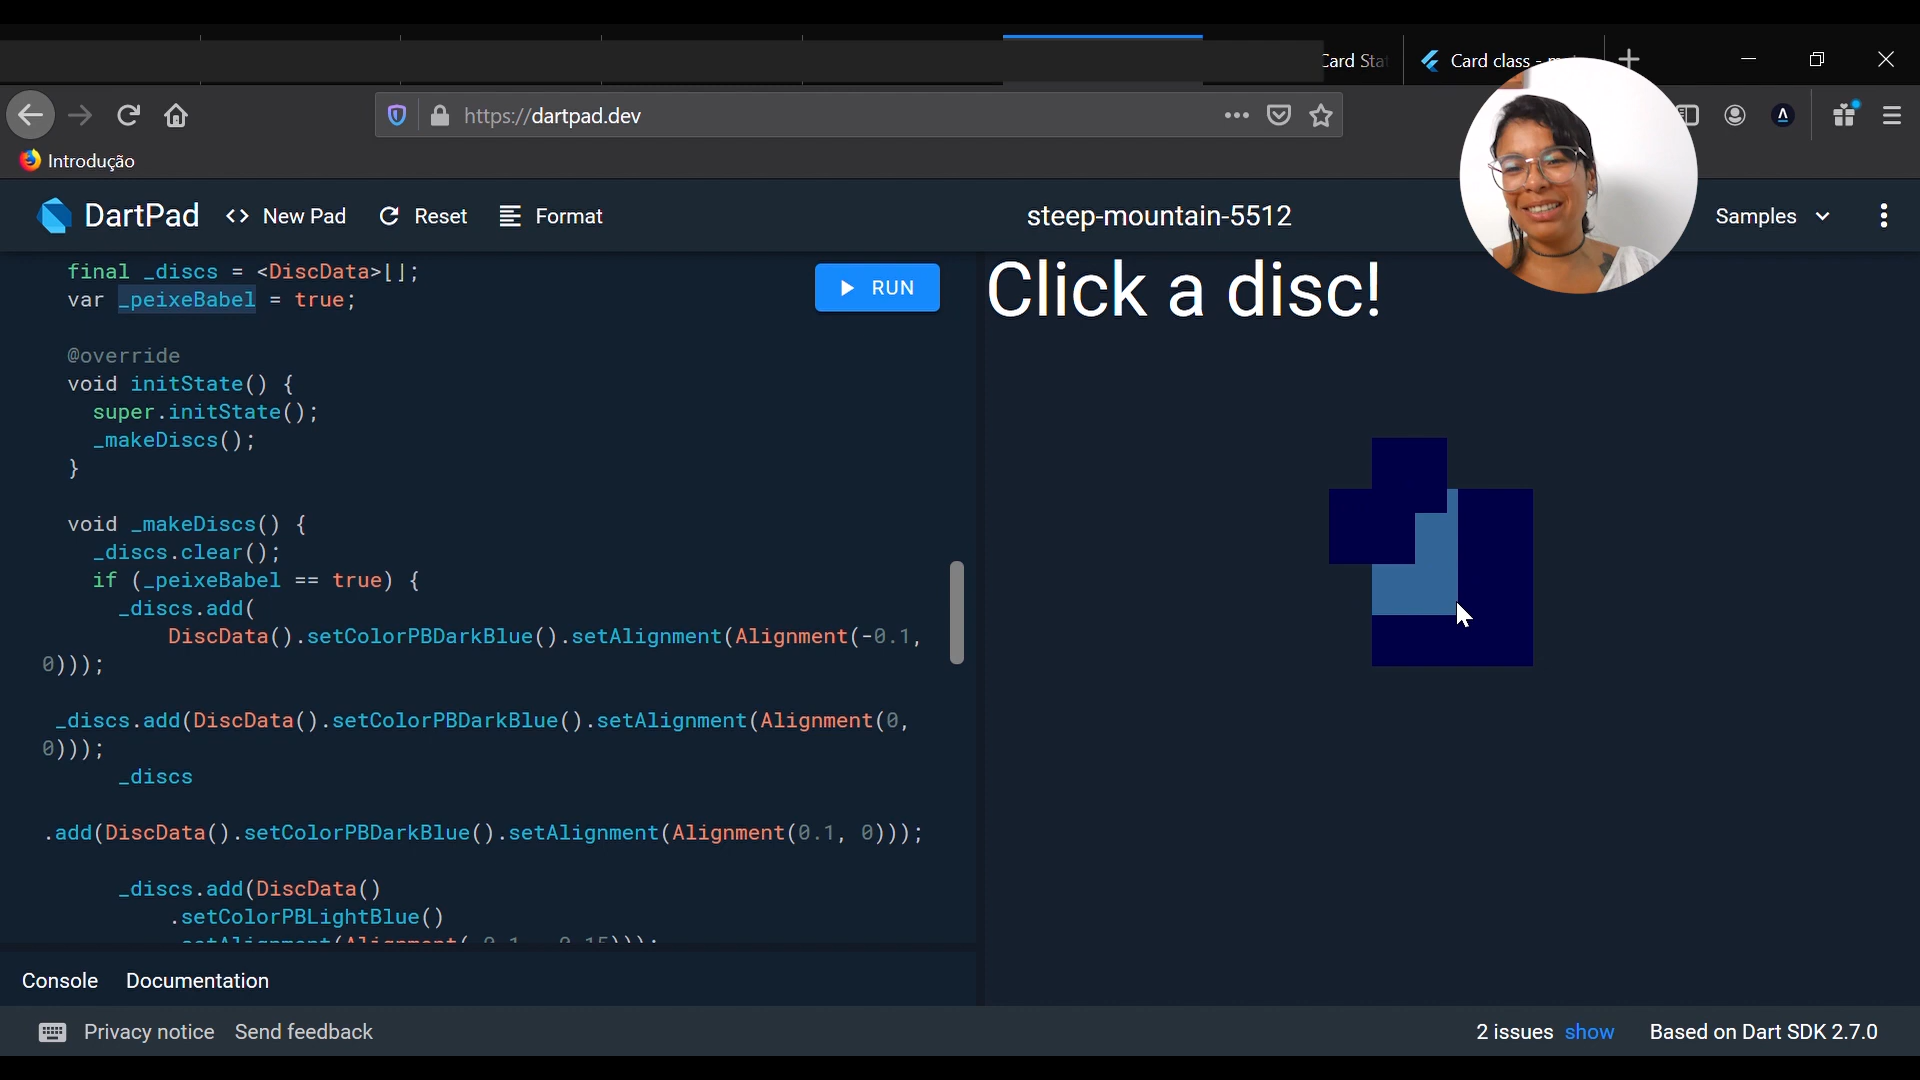 Card Sta
Card class -
https://dartpad.dev
Introdução
DartPad
<> New Pad
Reset
Format
steep-mountain-5512
Samples
final _discs = <DiscData>[];
var _peixeBabel = true;
RUN
@override
void initState() {
super.initState();
_makeDiscs();
}
void _makeDiscs() {
_discs.clear();
if (_peixeBabel == true) {
_discs.add(
DiscData().setColorPBDarkBlue().setAlignment(Alignment(-0.1,
0)));
_discs.add(DiscData().setColorPBDarkBlue().setAlignment(Alignment(0,
0)));
_discs
.add(DiscData().setColorPBDarkBlue().setAlignment(Alignment(0.1, 0)));
_discs.add(DiscData()
.setColorPBLightBlue()
Click a disc!
Console
Documentation
Privacy notice
Send feedback
2 issues show
Based on Dart SDK 2.7.0